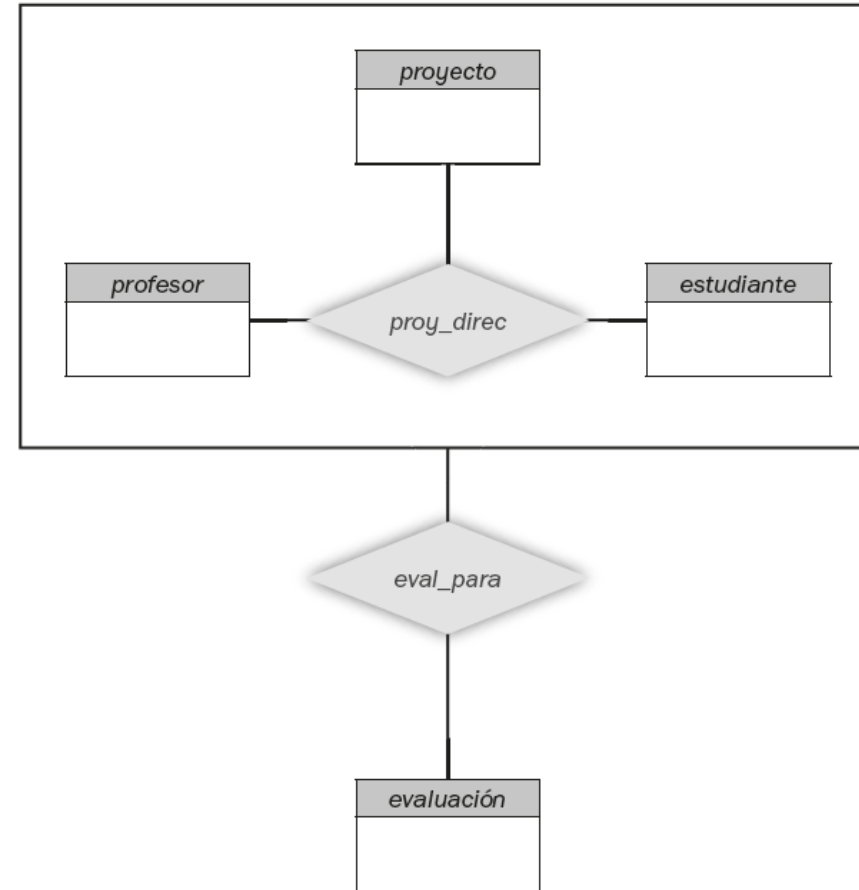 proyecto
profesor
proy_direc
estudiante
eval_para
evaluación